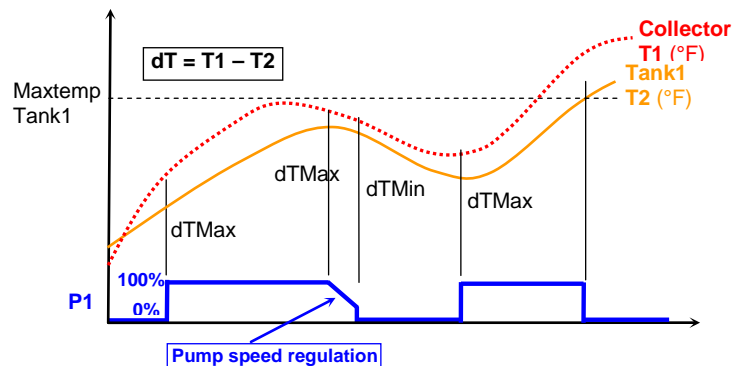 Collector
T1 (°F)
dT = T1 – T2
Tank1
T2 (°F)
Maxtemp
Tank1
dTMax
dTMin
dTMax
dTMax
100%
P1
0%
Pump speed regulation